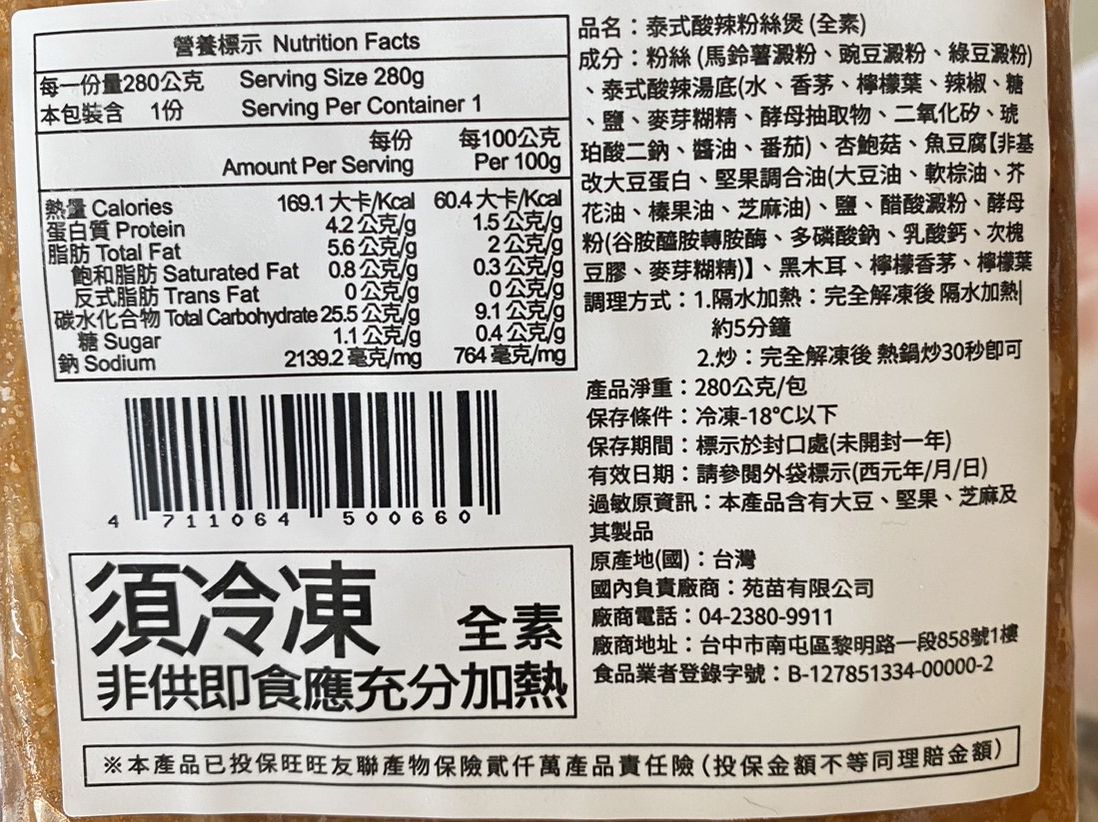 營養標示 Nutrition Facts
每一份量280公克 Serving Size 280g
本包裝含 1份 Serving Per Container 1
每份 每100公克
Amount Per Serving Per 100g
熱量 Calories 169.1 大卡/Kcal 60.4 大卡/Kcal
蛋白質 Protein 4.2 公克/g 1.5 公克/g
脂肪 Total Fat 5.6 公克/g 2 公克/g
飽和脂肪 Saturated Fat 0.8 公克/g 0.3 公克/g
反式脂肪 Trans Fat 0 公克/g 0 公克/g
碳水化合物 Total Carbohydrate 25.5 公克/g 9.1 公克/g
糖 Sugar 1.1 公克/g 0.4 公克/g
鈉 Sodium 2139.2 毫克/mg 764 毫克/mg
4 711064 500660
須冷凍 全素
非供即食應充分加熱
品名：泰式酸辣粉絲煲 (全素)
成分：粉絲 (馬鈴薯澱粉、豌豆澱粉、綠豆澱粉)
、泰式酸辣湯底(水、香茅、檸檬葉、辣椒、糖
、鹽、麥芽糊精、酵母抽取物、二氧化矽、琥
珀酸二鈉、醬油、番茄)、杏鮑菇、魚豆腐【非基
改大豆蛋白、堅果調合油(大豆油、軟棕油、芥
花油、榛果油、芝麻油)、鹽、醋酸澱粉、酵母
粉(谷胺醯胺轉胺酶、多磷酸鈉、乳酸鈣、次槐
豆膠、麥芽糊精)】、黑木耳、檸檬香茅、檸檬葉
調理方式：1.隔水加熱：完全解凍後 隔水加熱
約5分鐘
2.炒：完全解凍後 熱鍋炒30秒卽可
產品淨重：280公克/包
保存條件：冷凍-18℃以下
保存期間：標示於封口處(未開封一年)
有效日期：請參閱外袋標示(西元年/月/日)
過敏原資訊：本產品含有大豆、堅果、芝麻及
其製品
原產地(國)：台灣
國內負責廠商：苑苗有限公司
廠商電話：04-2380-9911
廠商地址：台中市南屯區黎明路一段858號1樓
食品業者登錄字號：B-127851334-00000-2
※本產品已投保旺旺友聯產物保險貳仟萬產品責任險 (投保金額不等同理賠金額)